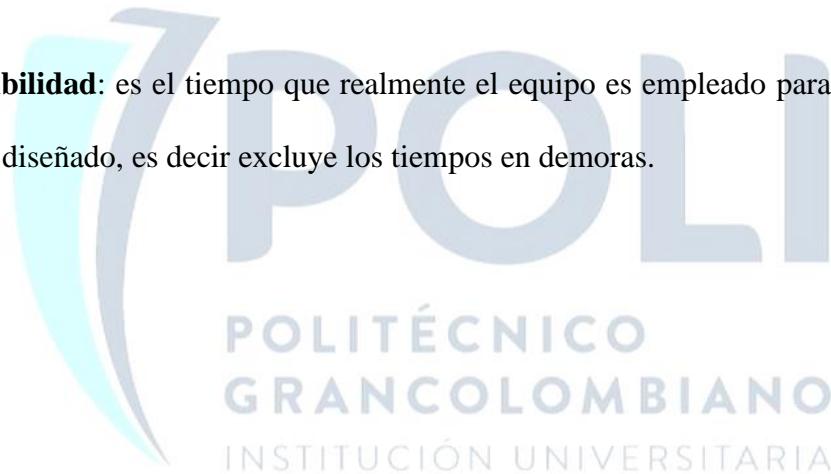 bilidad: es el tiempo que realmente el equipo es empleado para
diseñado, es decir excluye los tiempos en demoras.
POLI
POLITÉCNICO
GRANCOLOMBIANO
INSTITUCIÓN UNIVERSITARIA